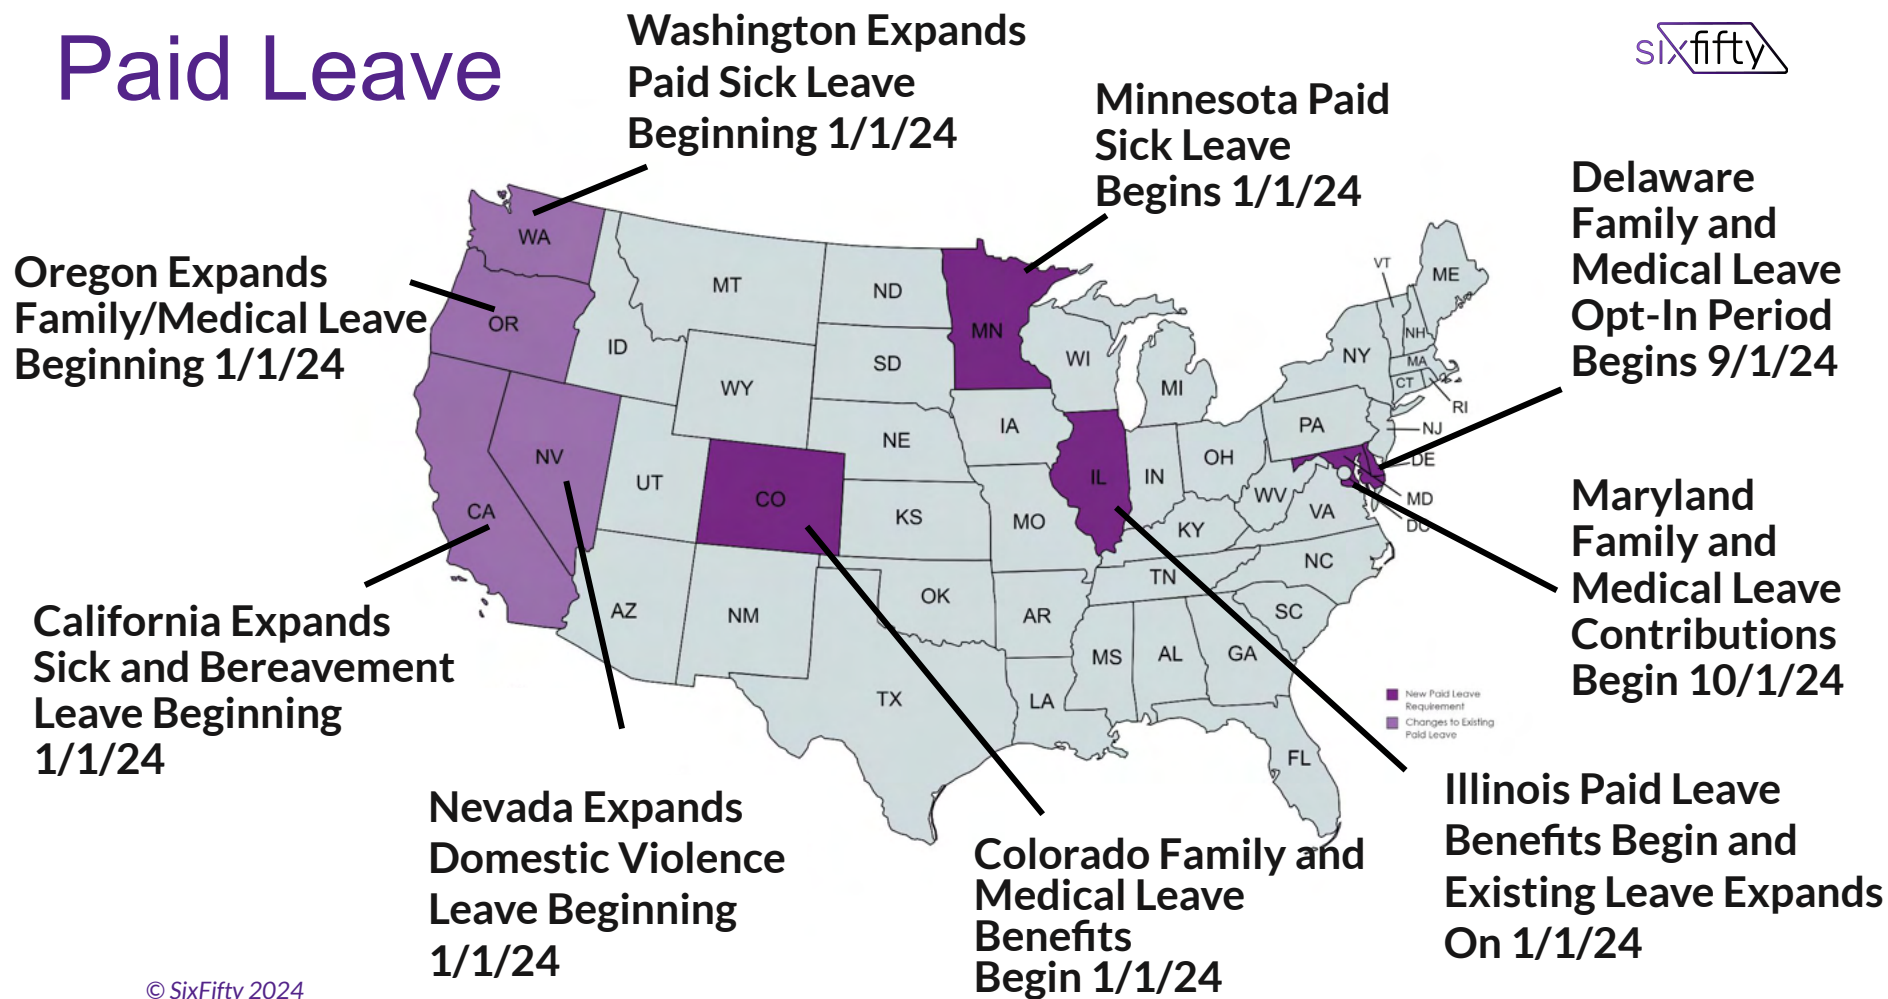 Paid Leave
Washington Expands
Paid Sick Leave
Beginning 1/1/24
sixfifty
Minnesota Paid
Sick Leave
Begins 1/1/24
Delaware
Family and
Medical Leave
Opt-In Period
Begins 9/1/24
Oregon Expands
Family/Medical Leave
Beginning 1/1/24
Maryland
Family and
Medical Leave
Contributions
Begin 10/1/24
California Expands
Sick and Bereavement
Leave Beginning
1/1/24
Nevada Expands
Domestic Violence
Leave Beginning
1/1/24
Colorado Family and
Medical Leave
Benefits
Begin 1/1/24
Illinois Paid Leave
Benefits Begin and
Existing Leave Expands
On 1/1/24
WA
OR
CA
NV
ID
MT
WY
UT
CO
AZ
NM
ND
SD
NE
KS
OK
TX
MN
IA
MO
AR
LA
WI
IL
MI
IN
OH
KY
TN
MS
AL
GA
FL
SC
NC
VA
WV
PA
NY
VT
NH
ME
MA
CT
RI
NJ
DE
MD
DC
New Paid Leave
Requirement
Changes to Existing
Paid Leave
© SixFifty 2024